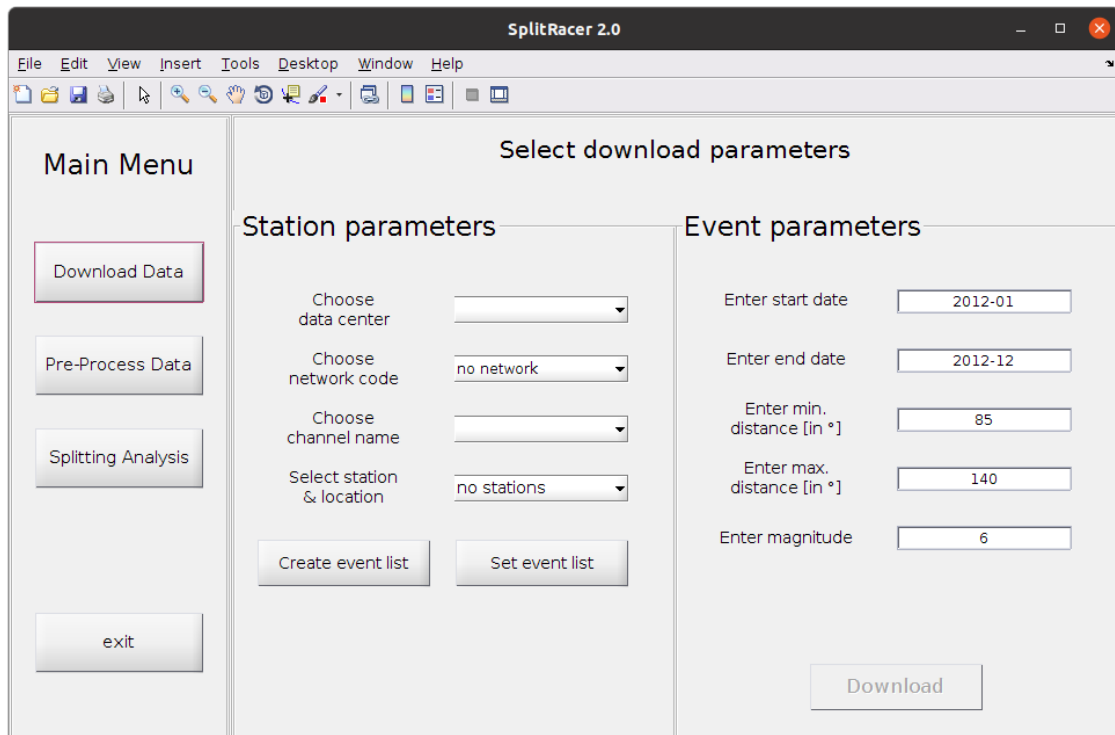 SplitRacer 2.0
File Edit View Insert Tools Desktop Window Help
Main Menu
Download Data
Pre-Process Data
Splitting Analysis
exit
Select download parameters
Station parameters
Choose
data center
Choose
network code
no network
Choose
channel name
Select station
& location
no stations
Create event list
Set event list
Event parameters
Enter start date
2012-01
Enter end date
2012-12
Enter min.
distance [in °]
85
Enter max.
distance [in °]
140
Enter magnitude
6
Download